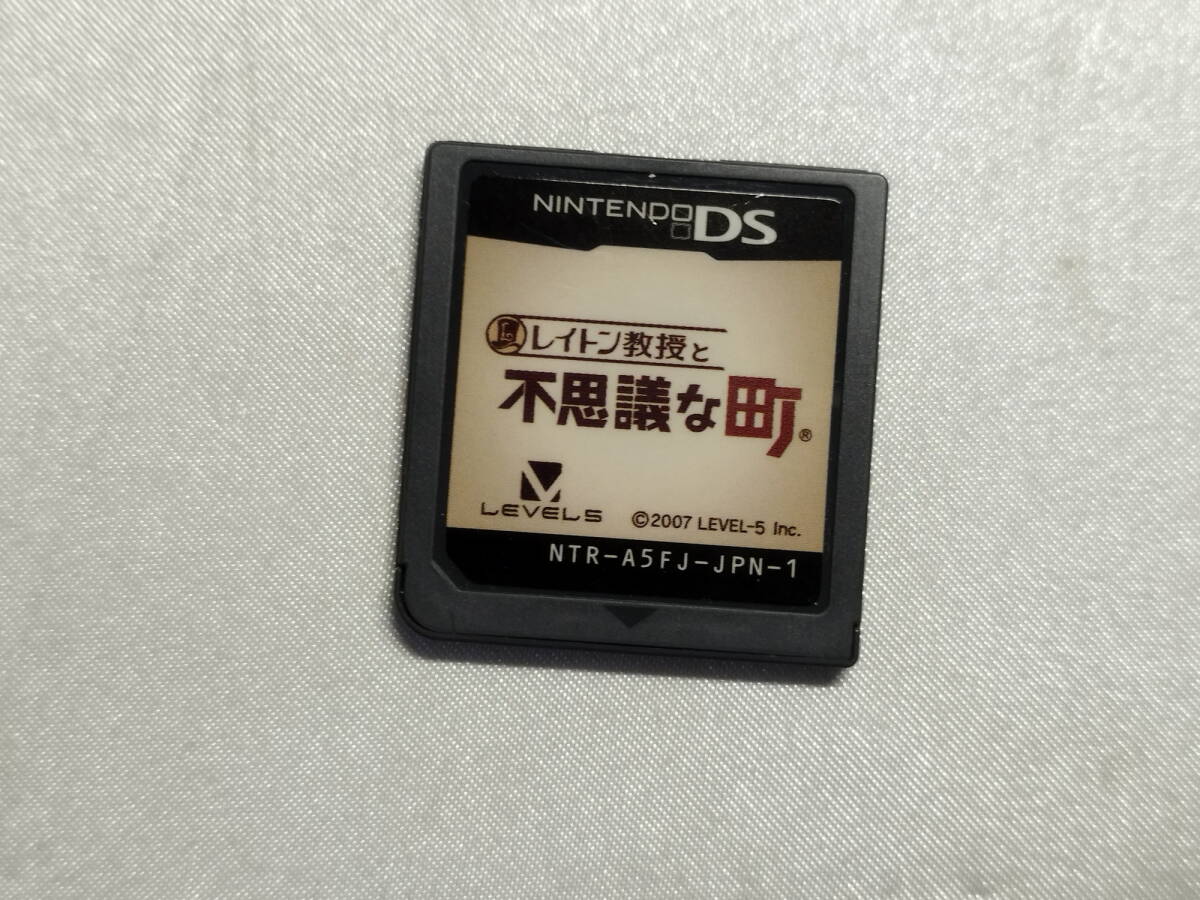 NINTENDO DS
レイトン教授と
不思議な町®
LEVEL5
©2007 LEVEL-5 Inc.
NTR-A5FJ-JPN-1